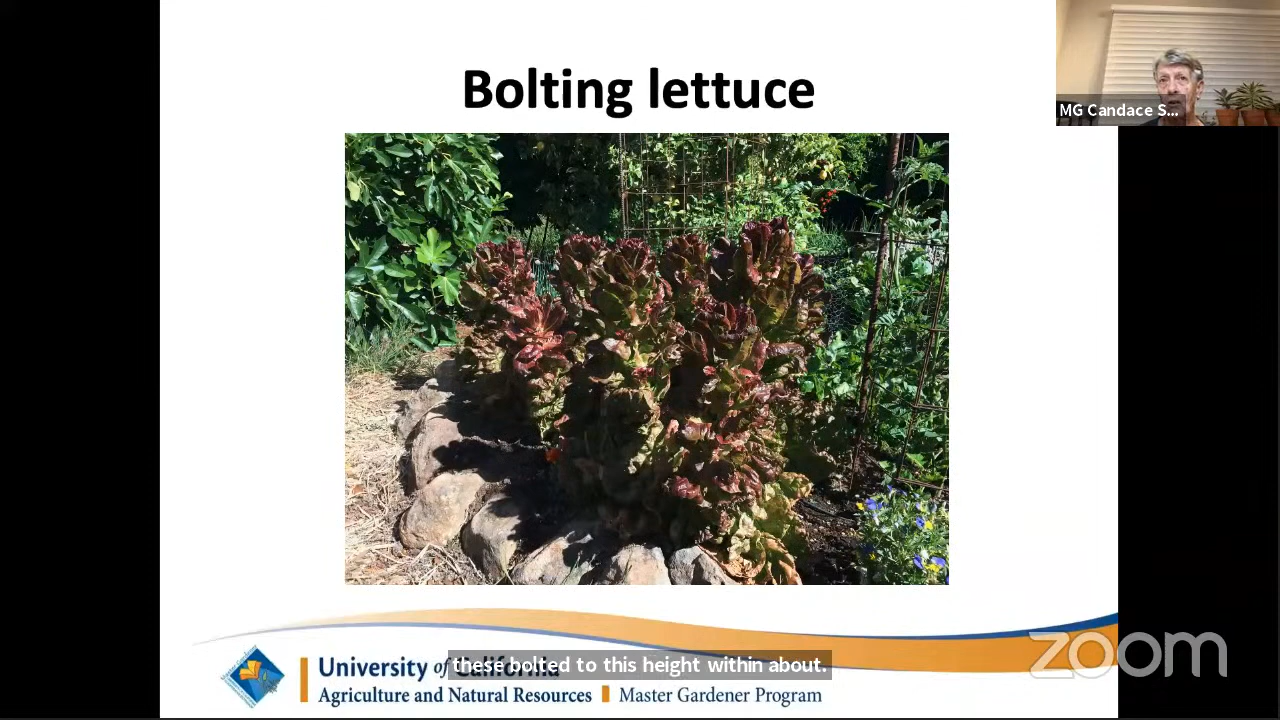 Bolting lettuce
MG Candace S...
zoom
University of California
these bolted to this height within about.
Agriculture and Natural Resources Master Gardener Program